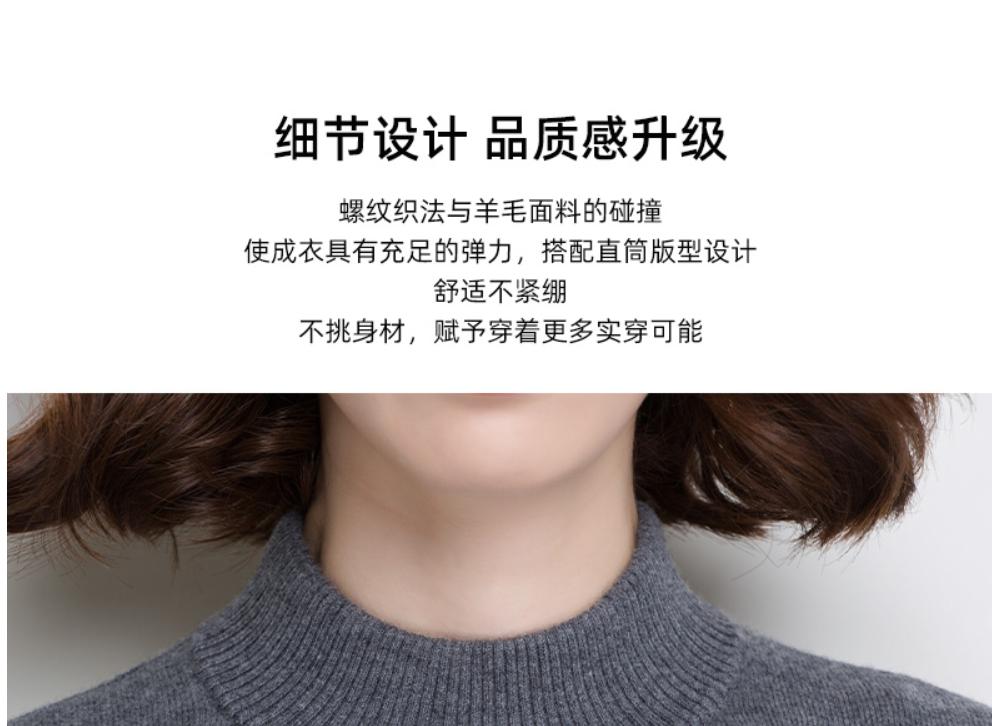 细节设计 品质感升级
螺纹织法与羊毛面料的碰撞
使成衣具有充足的弹力，搭配直筒版型设计
舒适不紧绷
不挑身材，赋予穿着更多实穿可能